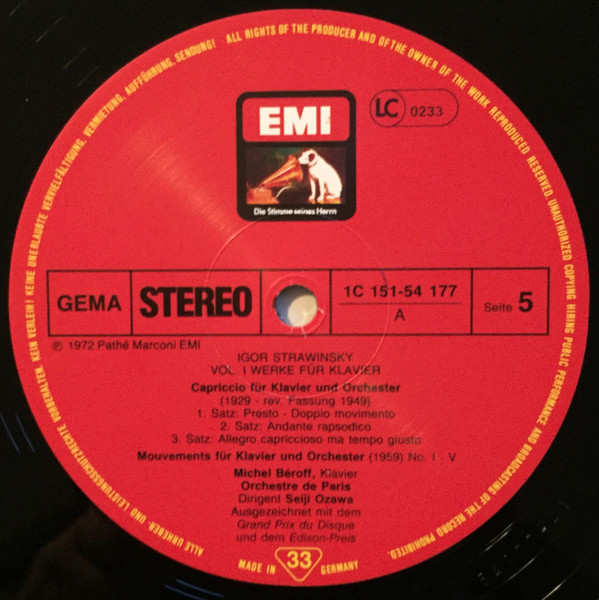 ALLE URHEBER- UND LEISTUNGSSCHUTZRECHTE VORBEHALTEN. KEIN VERLEIH! KEINE UNERLAUBTE VERVIELFÄLTIGUNG, VERMIETUNG, AUFFÜHRUNG, SENDUNG!
ALL RIGHTS OF THE PRODUCER AND OF THE OWNER OF THE WORK REPRODUCED RESERVED. UNAUTHORIZED COPYING HIRING PUBLIC PERFORMANCE AND BROADCASTING OF THE RECORD PROHIBITED.
EMI
LC 0233
Die Stimme seines Herrn
GEMA STEREO 1C 151-54 177 Seite 5
A
℗ 1972 Pathé Marconi EMI
IGOR STRAWINSKY
VOL. I WERKE FÜR KLAVIER
Capriccio für Klavier und Orchester
(1929 - rev. Fassung 1949)
1. Satz: Presto - Doppio movimento
2. Satz: Andante rapsodico
3. Satz: Allegro capriccioso ma tempo giusto
Mouvements für Klavier und Orchester (1959) No. I - V
Michel Béroff, Klavier
Orchestre de Paris
Dirigent Seiji Ozawa
Ausgezeichnet mit dem
Grand Prix du Disque
und dem Edison-Preis
MADE IN 33 GERMANY